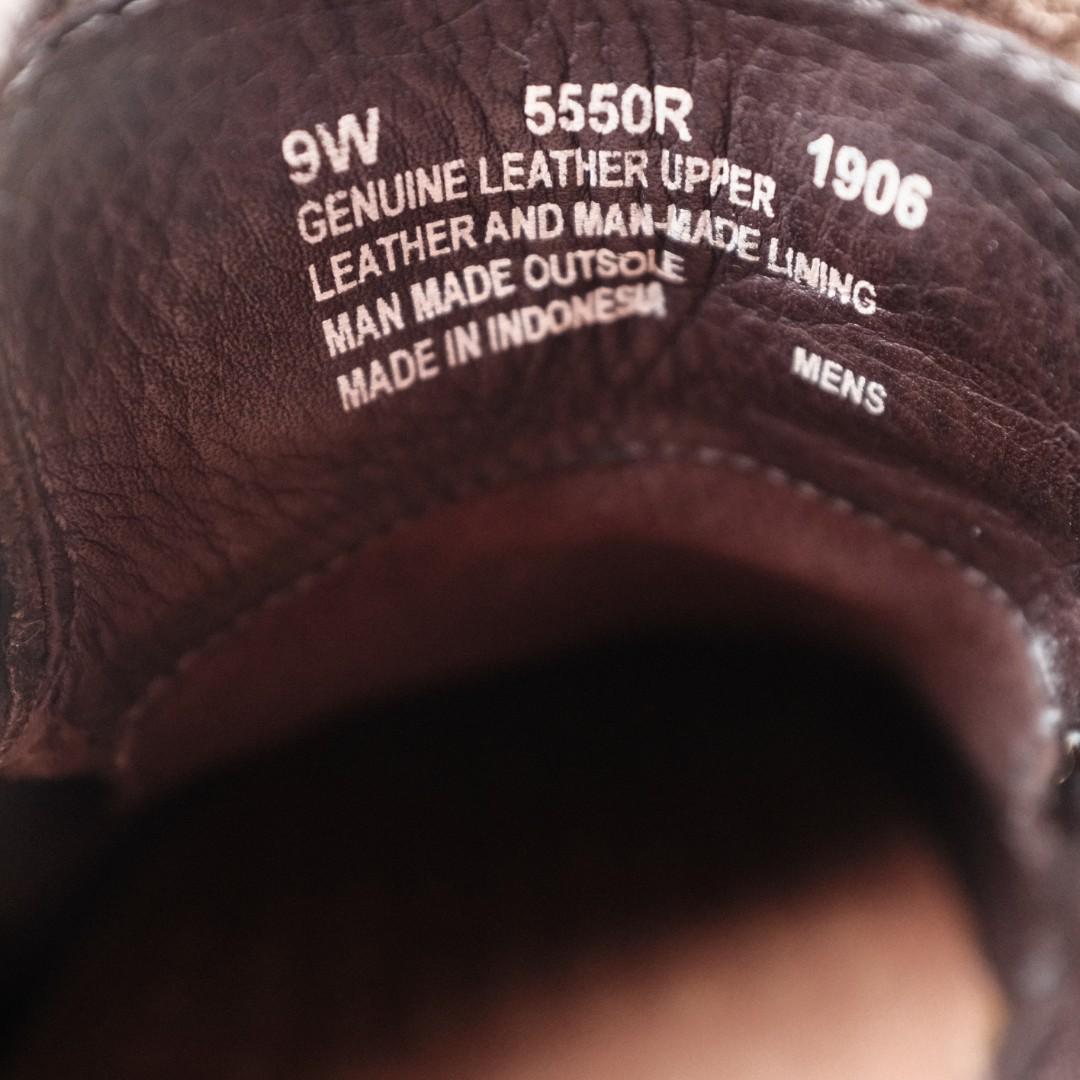 9W 5550R 1906
GENUINE LEATHER UPPER
LEATHER AND MAN-MADE LINING
MAN MADE OUTSOLE
MADE IN INDONESIA
MENS